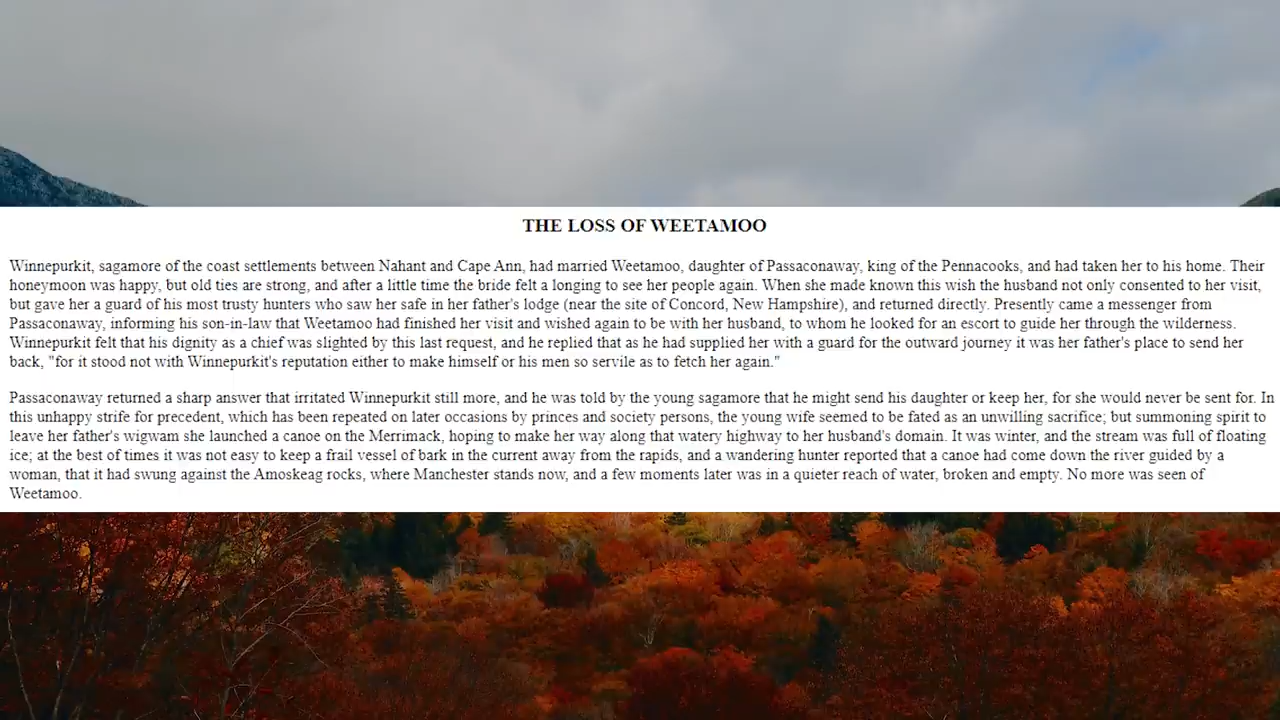 THE LOSS OF WEETAMOO
Winnepurkit, sagamore of the coast settlements between Nahant and Cape Ann, had married Weetamoo, daughter of Passaconaway, king of the Pennacooks, and had taken her to his home. Their
honeymoon was happy, but old ties are strong, and after a little time the bride felt a longing to see her people again. When she made known this wish the husband not only consented to her visit,
but gave her a guard of his most trusty hunters who saw her safe in her father's lodge (near the site of Concord, New Hampshire), and returned directly. Presently came a messenger from
Passaconaway, informing his son-in-law that Weetamoo had finished her visit and wished again to be with her husband, to whom he looked for an escort to guide her through the wilderness.
Winnepurkit felt that his dignity as a chief was slighted by this last request, and he replied that as he had supplied her with a guard for the outward journey it was her father's place to send her
back, "for it stood not with Winnepurkit's reputation either to make himself or his men so servile as to fetch her again."
Passaconaway returned a sharp answer that irritated Winnepurkit still more, and he was told by the young sagamore that he might send his daughter or keep her, for she would never be sent for. In
this unhappy strife for precedent, which has been repeated on later occasions by princes and society persons, the young wife seemed to be fated as an unwilling sacrifice; but summoning spirit to
leave her father's wigwam she launched a canoe on the Merrimack, hoping to make her way along that watery highway to her husband's domain. It was winter, and the stream was full of floating
ice; at the best of times it was not easy to keep a frail vessel of bark in the current away from the rapids, and a wandering hunter reported that a canoe had come down the river guided by a
woman, that it had swung against the Amoskeag rocks, where Manchester stands now, and a few moments later was in a quieter reach of water, broken and empty. No more was seen of
Weetamoo.